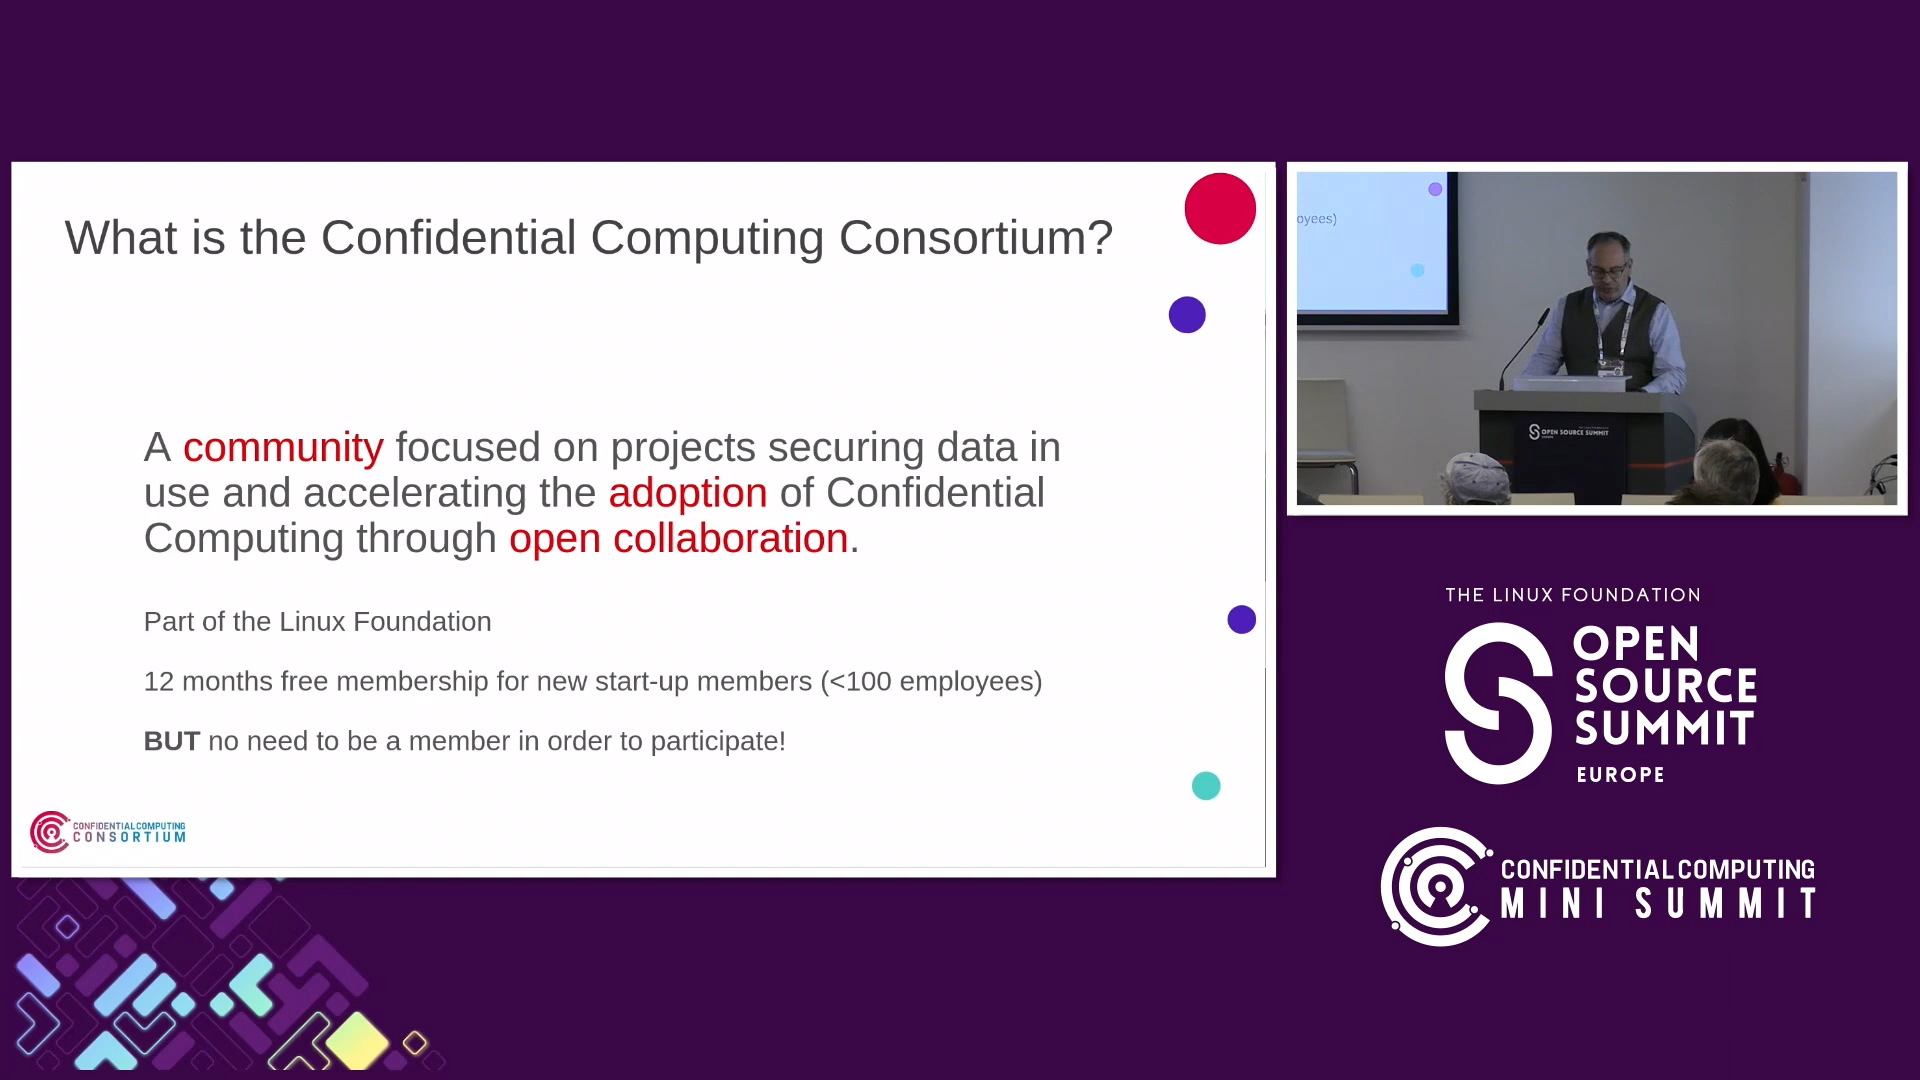 What is the Confidential Computing Consortium?
A community focused on projects securing data in
use and accelerating the adoption of Confidential
Computing through open collaboration.
Part of the Linux Foundation
12 months free membership for new start-up members (<100 employees)
BUT no need to be a member in order to participate!
CONFIDENTIAL COMPUTING
CONSORTIUM
oyees)
OPEN SOURCE SUMMIT
THE LINUX FOUNDATION
OPEN
SOURCE
SUMMIT
EUROPE
CONFIDENTIAL COMPUTING
MINI SUMMIT